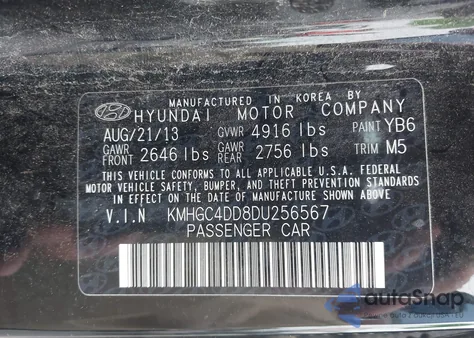 MANUFACTURED IN KOREA BY
HYUNDAI MOTOR COMPANY
AUG/21/13 GVWR 4916 lbs PAINT YB6
GAWR FRONT 2646 lbs GAWR REAR 2756 lbs TRIM M5
THIS VEHICLE CONFORMS TO ALL APPLICABLE U.S.A. FEDERAL
MOTOR VEHICLE SAFETY, BUMPER, AND THEFT PREVENTION
STANDARDS IN EFFECT ON THE DATE OF MANUFACTURE SHOWN ABOVE.
V.I.N KMHGC4DD8DU256567
PASSENGER CAR
autoSnap